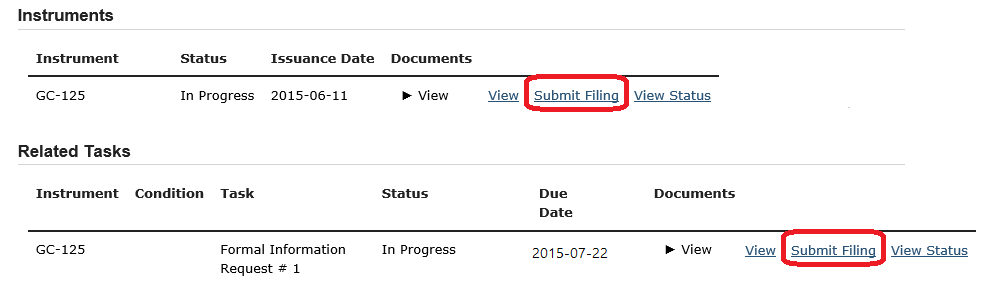 Instruments
Instrument Status Issuance Date Documents
GC-125 In Progress 2015-06-11 ► View View Submit Filing View Status
Related Tasks
Instrument Condition Task Status Due Documents
Date
GC-125 Formal Information In Progress 2015-07-22 ► View View Submit Filing View Status
Request # 1